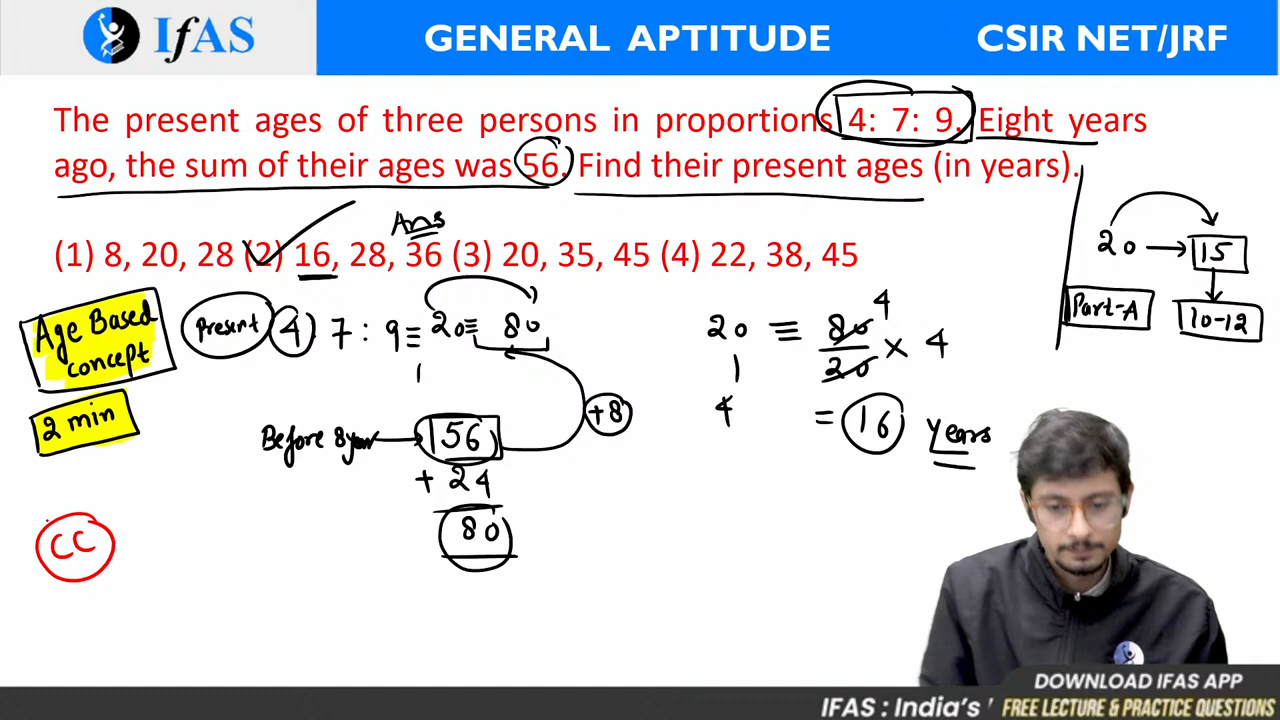 IfAS GENERAL APTITUDE CSIR NET/JRF
The present ages of three persons in proportions 4: 7: 9. Eight years
ago, the sum of their ages was 56. Find their present ages (in years).
Ans
(1) 8, 20, 28 (2) 16, 28, 36 (3) 20, 35, 45 (4) 22, 38, 45
20 → 15
Part-A 10-12
Age Based
concept
Present 4: 7 : 9 ≡ 20 ≡ 80
20 ≡ 80/20 × 4
4
4
= 16 years
2 min
Before 8 year → 56 +8
+ 24
80
CC
DOWNLOAD IFAS APP
IFAS : India's
FREE LECTURE & PRACTICE QUESTIONS